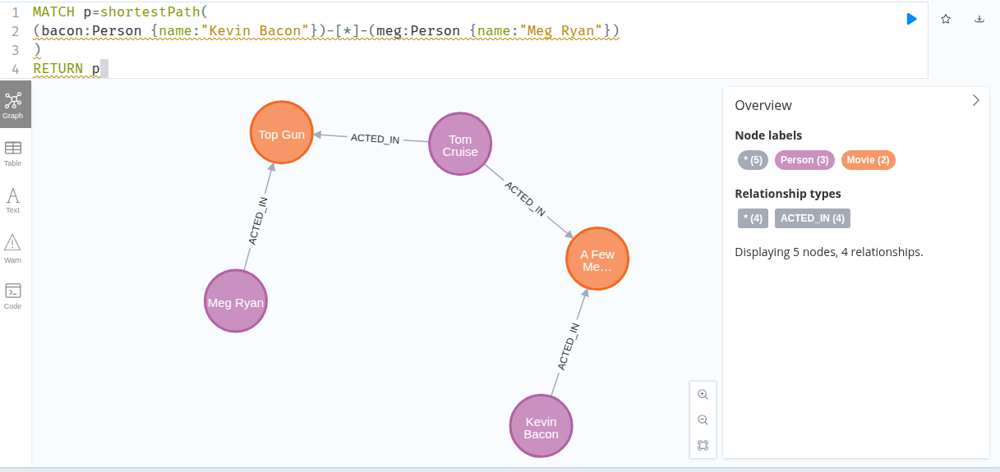 1 MATCH p=shortestPath(
2 (bacon:Person {name:"Kevin Bacon"})-[*]-(meg:Person {name:"Meg Ryan"})
3 )
4 RETURN p
Graph
Table
Text
Warn
Code
Top Gun
ACTED_IN
Tom
Cruise
ACTED_IN
ACTED_IN
A Few
Me...
Meg Ryan
ACTED_IN
Kevin
Bacon
Overview
Node labels
* (5) Person (3) Movie (2)
Relationship types
* (4) ACTED_IN (4)
Displaying 5 nodes, 4 relationships.